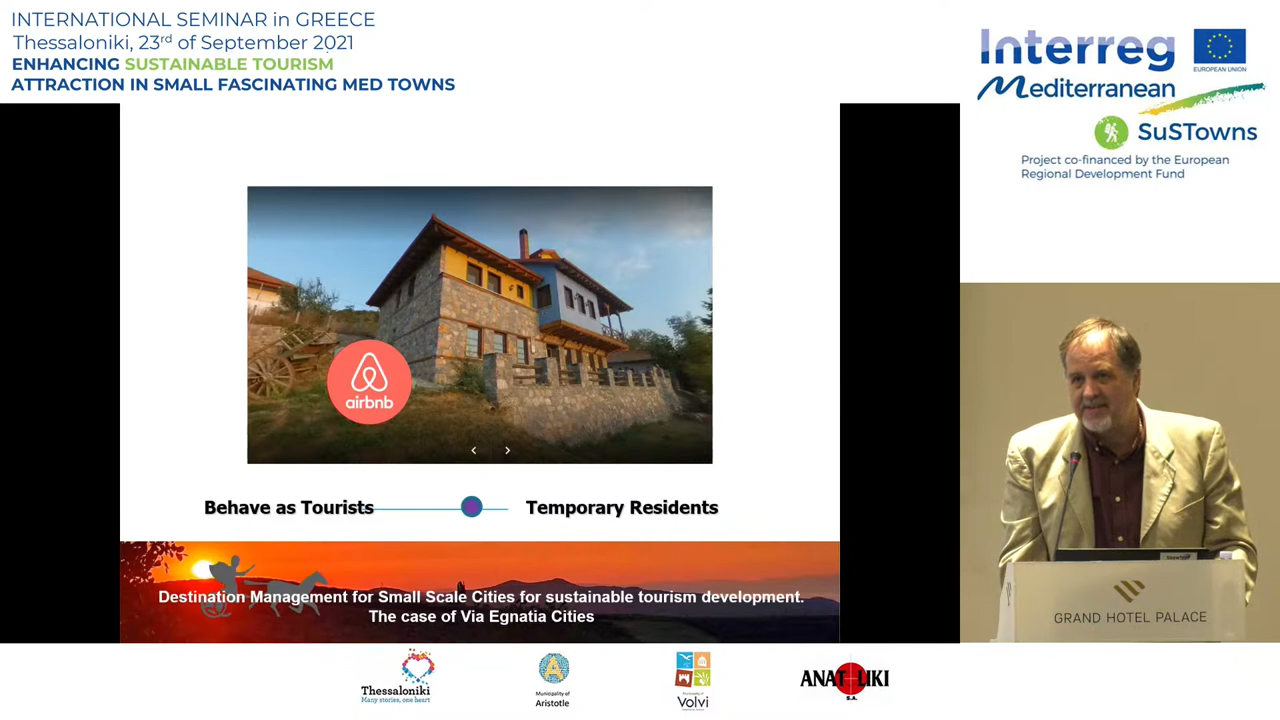 INTERNATIONAL SEMINAR in GREECE
Thessaloniki, 23rd of September 2021
ENHANCING SUSTAINABLE TOURISM
ATTRACTION IN SMALL FASCINATING MED TOWNS
Interreg
EUROPEAN UNION
Mediterranean
SuSTowns
Project co-financed by the European
Regional Development Fund
airbnb
Behave as Tourists
Temporary Residents
Destination Management for Small Scale Cities for sustainable tourism development.
The case of Via Egnatia Cities
GRAND HOTEL PALACE
Thessaloniki
Many stories, one heart
Municipality of
Aristotle
Municipality of
Volvi
ANATOLIKI
S.A.